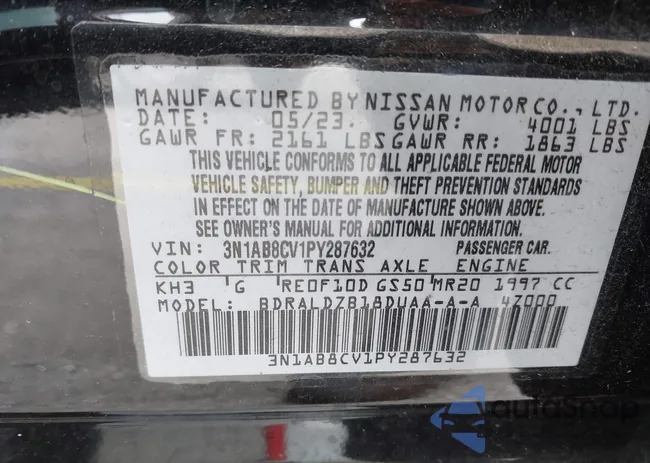 MANUFACTURED BY NISSAN MOTOR CO., LTD.
DATE: 05/23 GVWR: 4001 LBS
GAWR FR: 2161 LBS GAWR RR: 1863 LBS
THIS VEHICLE CONFORMS TO ALL APPLICABLE FEDERAL MOTOR
VEHICLE SAFETY, BUMPER AND THEFT PREVENTION STANDARDS
IN EFFECT ON THE DATE OF MANUFACTURE SHOWN ABOVE.
SEE OWNER'S MANUAL FOR ADDITIONAL INFORMATION.
VIN: 3N1AB8CV1PY287632 PASSENGER CAR.
COLOR TRIM TRANS AXLE ENGINE
KH3 G RE0F10D GS50 MR20 1997 CC
MODEL: BDRALDZB18DUAA-A-A 4Z000
3N1AB8CV1PY287632
autoSnap